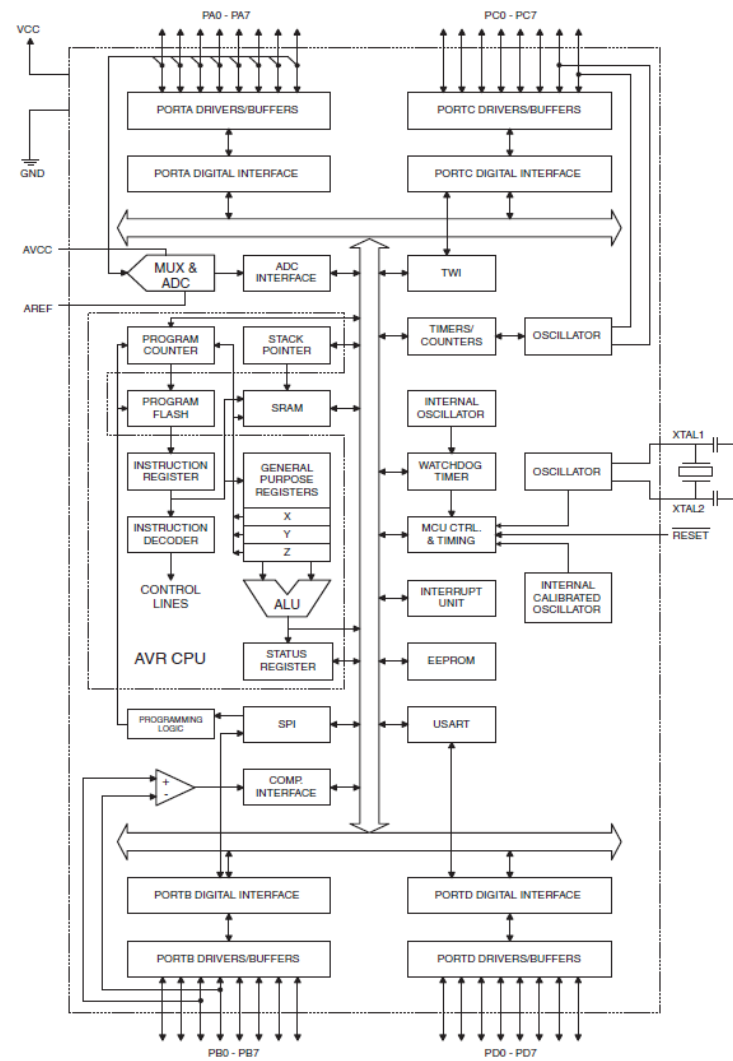 PA0 - PA7
PC0 - PC7
VCC
PORTA DRIVERS/BUFFERS
PORTC DRIVERS/BUFFERS
GND
PORTA DIGITAL INTERFACE
PORTC DIGITAL INTERFACE
AVCC
MUX &
ADC
ADC
INTERFACE
TWI
AREF
PROGRAM
COUNTER
STACK
POINTER
TIMERS/
COUNTERS
OSCILLATOR
PROGRAM
FLASH
SRAM
INTERNAL
OSCILLATOR
XTAL1
INSTRUCTION
REGISTER
GENERAL
PURPOSE
REGISTERS
WATCHDOG
TIMER
OSCILLATOR
XTAL2
X
Y
Z
INSTRUCTION
DECODER
MCU CTRL.
& TIMING
RESET
CONTROL
LINES
ALU
INTERRUPT
UNIT
INTERNAL
CALIBRATED
OSCILLATOR
AVR CPU
STATUS
REGISTER
EEPROM
PROGRAMMING
LOGIC
SPI
USART
+
-
COMP.
INTERFACE
PORTB DIGITAL INTERFACE
PORTD DIGITAL INTERFACE
PORTB DRIVERS/BUFFERS
PORTD DRIVERS/BUFFERS
PB0 - PB7
PD0 - PD7